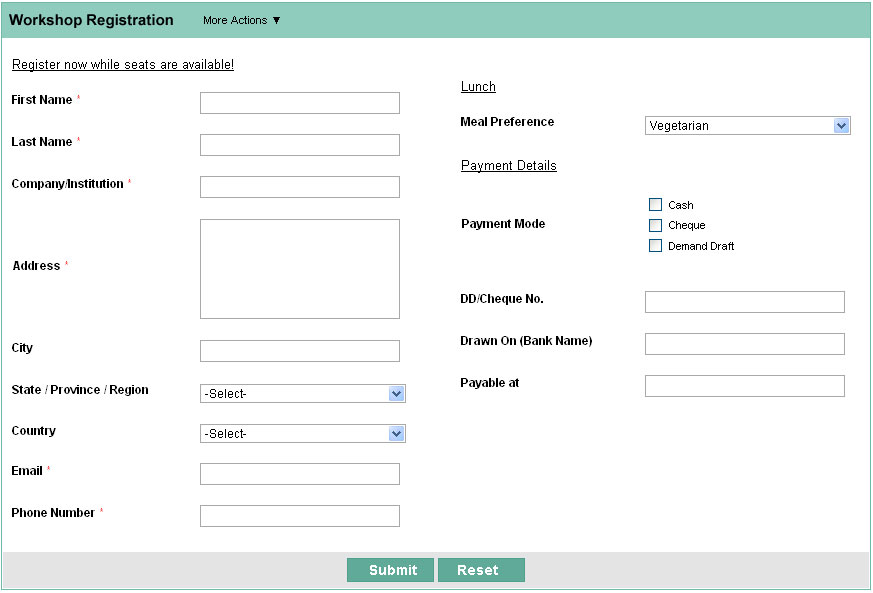 Workshop Registration More Actions ▼
Register now while seats are available!
First Name *
Last Name *
Company/Institution *
Address *
City
State / Province / Region -Select-
Country -Select-
Email *
Phone Number *
Lunch
Meal Preference Vegetarian
Payment Details
Payment Mode
Cash
Cheque
Demand Draft
DD/Cheque No.
Drawn On (Bank Name)
Payable at
Submit Reset